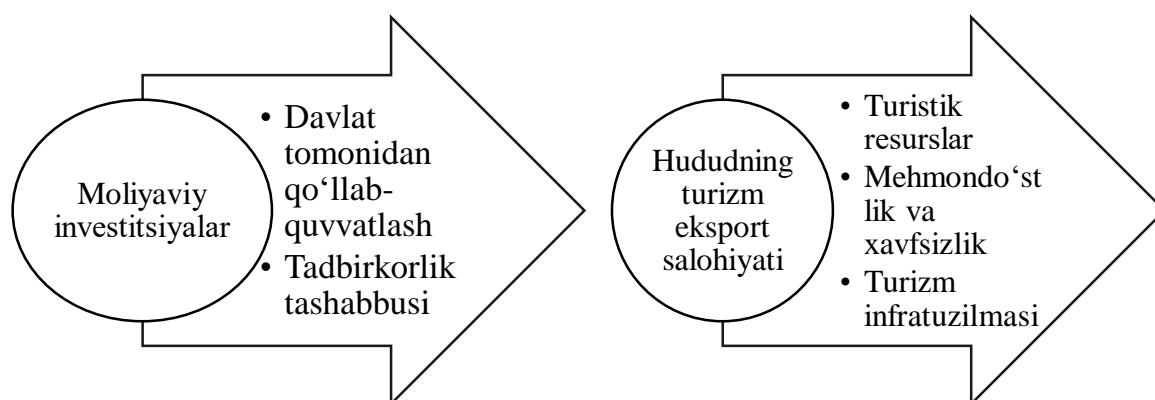 Moliyaviy
investitsiyalar
• Davlat
tomonidan
qo‘llab-
quvvatlash
• Tadbirkorlik
tashabbusi
Hududning
turizm
eksport
salohiyati
• Turistik
resurslar
• Mehmondo‘st
lik va
xavfsizlik
• Turizm
infratuzilmasi